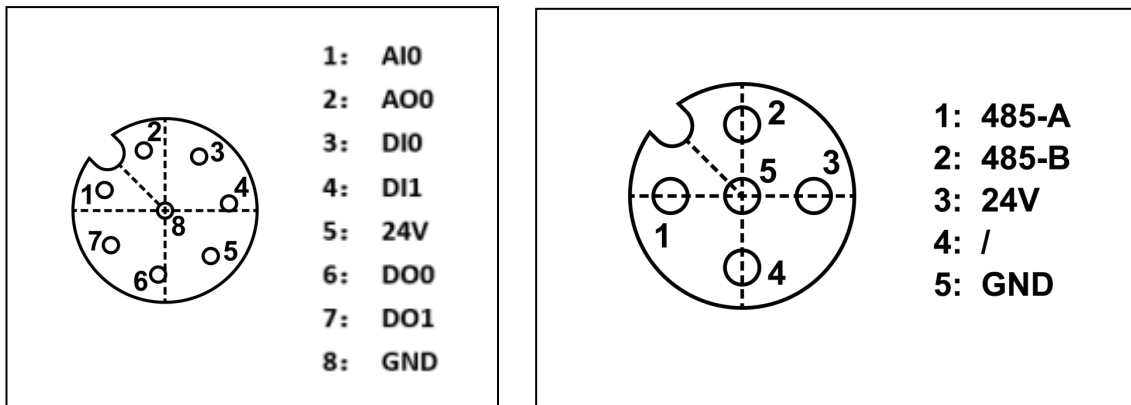 1: AI0
2: AO0
3: DI0
4: DI1
5: 24V
6: DO0
7: DO1
8: GND
2
3
1
4
8
7
5
6
1: 485-A
2: 485-B
3: 24V
4: /
5: GND
2
5
3
1
4